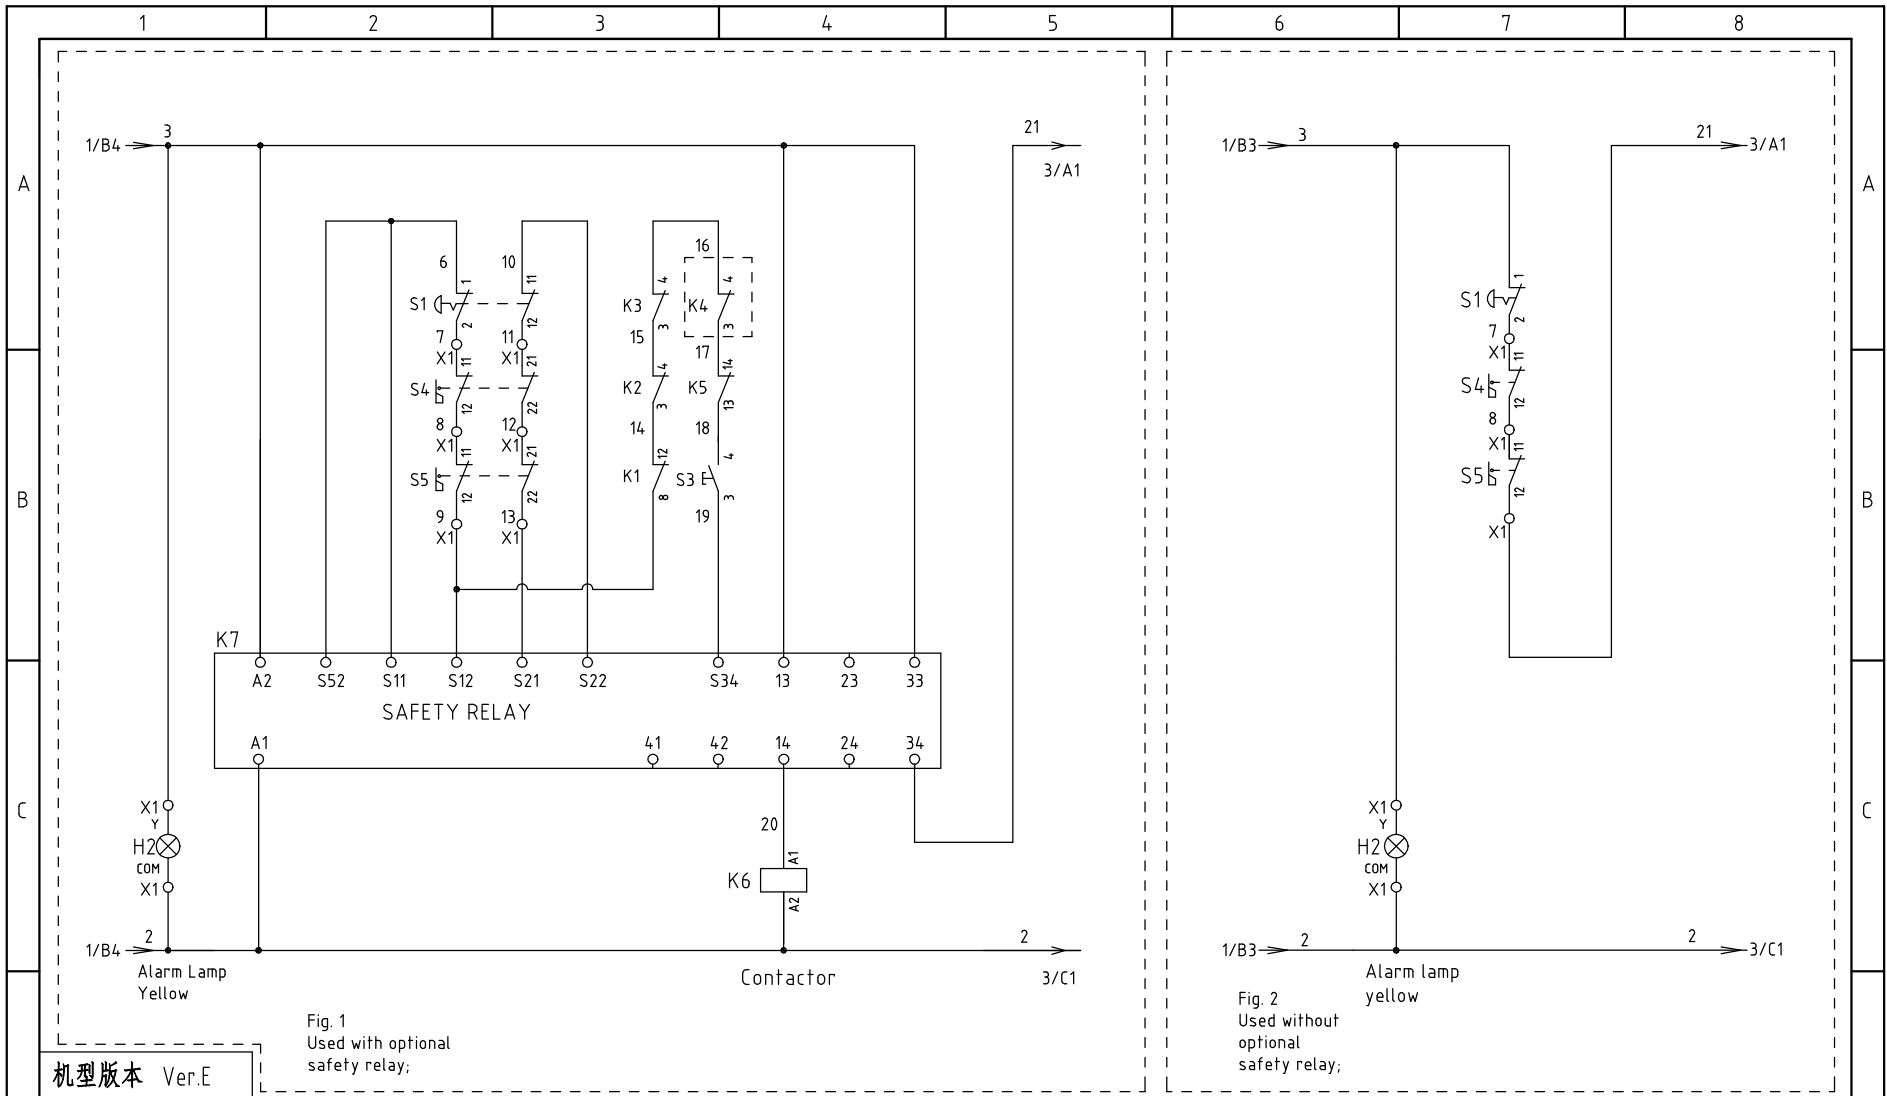 1 2 3 4 5 6 7 8
A A
B B
C C
1/B4 3
21
3/A1
6 10 16
1 11 4 4
S1 K3 K4
2 12 3 3
7 11 15 17
X1 X1
11 21 4 14
S4 K2 K5
12 22 3 13
8 12 14 18
X1 X1
11 21 12 4
S5 K1 S3
12 22 8 3
9 13 19
X1 X1
K7
A2 S52 S11 S12 S21 S22 S34 13 23 33
SAFETY RELAY
A1 41 42 14 24 34
X1
Y
H2
COM
X1
20
A1
K6
A2
1/B4 2
2
3/C1
Alarm Lamp
Yellow
Contactor
Fig. 1
Used with optional
safety relay;
机型版本 Ver.E
1/B3 3
21 3/A1
1
S1
2
7
X1
11
S4
12
8
X1
11
S5
12
X1
X1
Y
H2
COM
X1
1/B3 2
2 3/C1
Alarm lamp
yellow
Fig. 2
Used without
optional
safety relay;